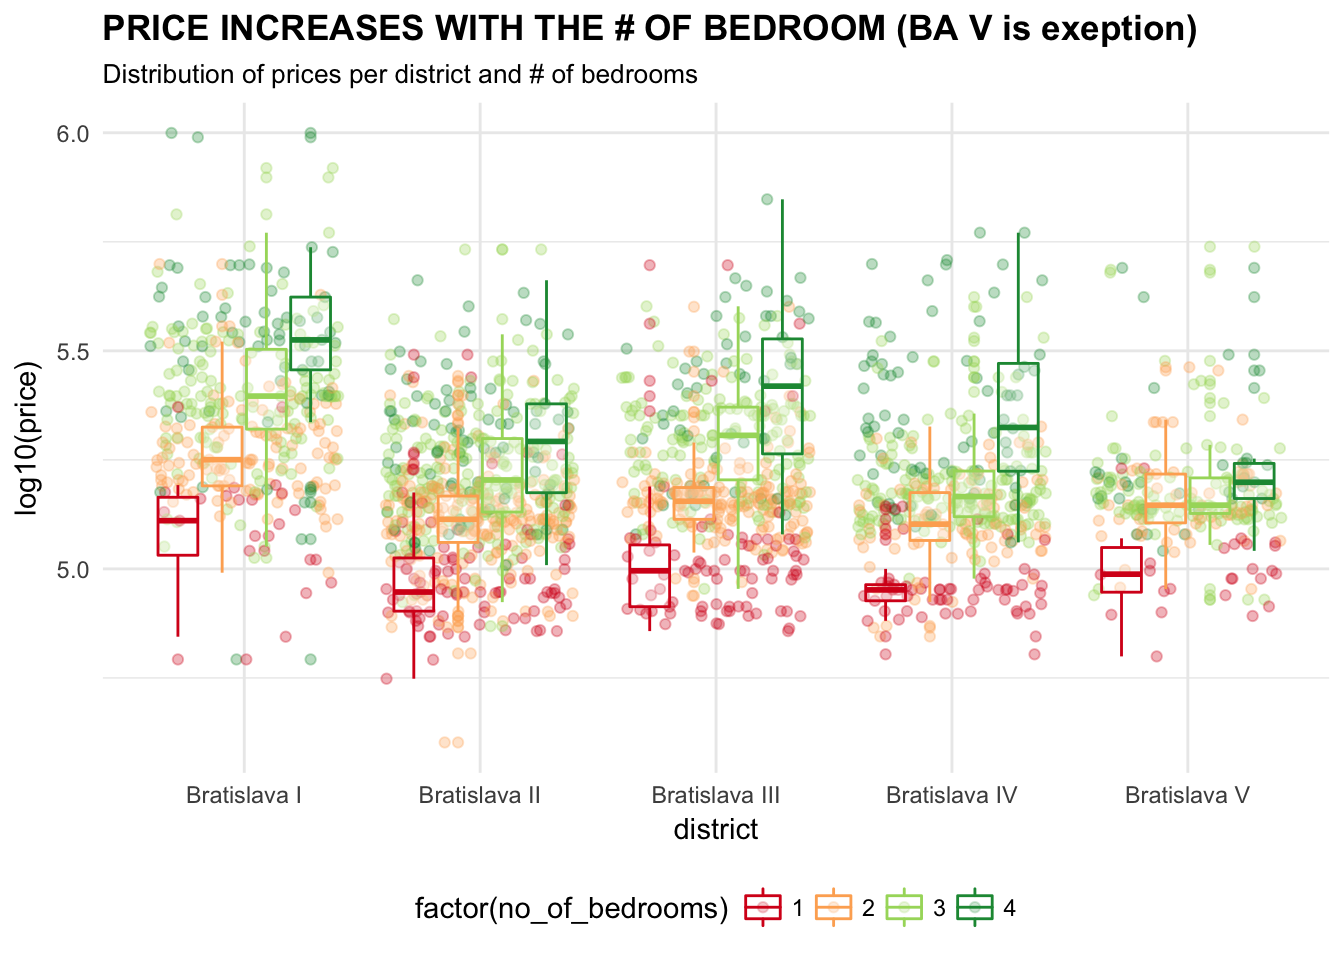 PRICE INCREASES WITH THE # OF BEDROOM (BA V is exeption)
Distribution of prices per district and # of bedrooms
6.0
5.5
5.0
log10(price)
Bratislava I Bratislava II Bratislava III Bratislava IV Bratislava V
district
factor(no_of_bedrooms) 1 2 3 4